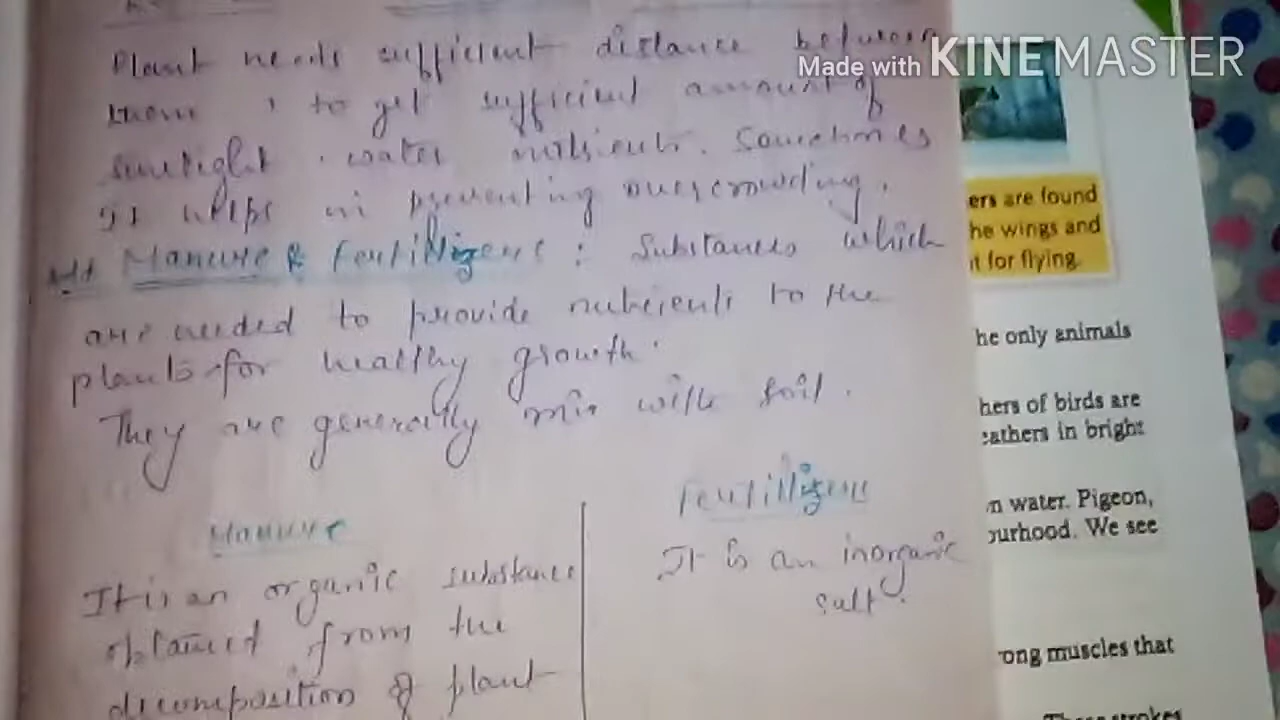 Plant needs sufficient distance between
them, to get sufficient amount of
sunlight, water nutrients. Sometimes
It helps in preventing overcrowding.
Add Manure & Fertilizers : Substances which
are needed to provide nutrients to the
plants for healthy growth.
They are generally mix with soil.
Manure
It is an organic substance
obtained from the
decomposition of plant
Fertilizers
It is an inorganic
salt.
Made with KINEMASTER
ers are found
he wings and
t for flying.
he only animals
hers of birds are
eathers in bright
n water. Pigeon,
ourhood. We see
ong muscles that
These strokes